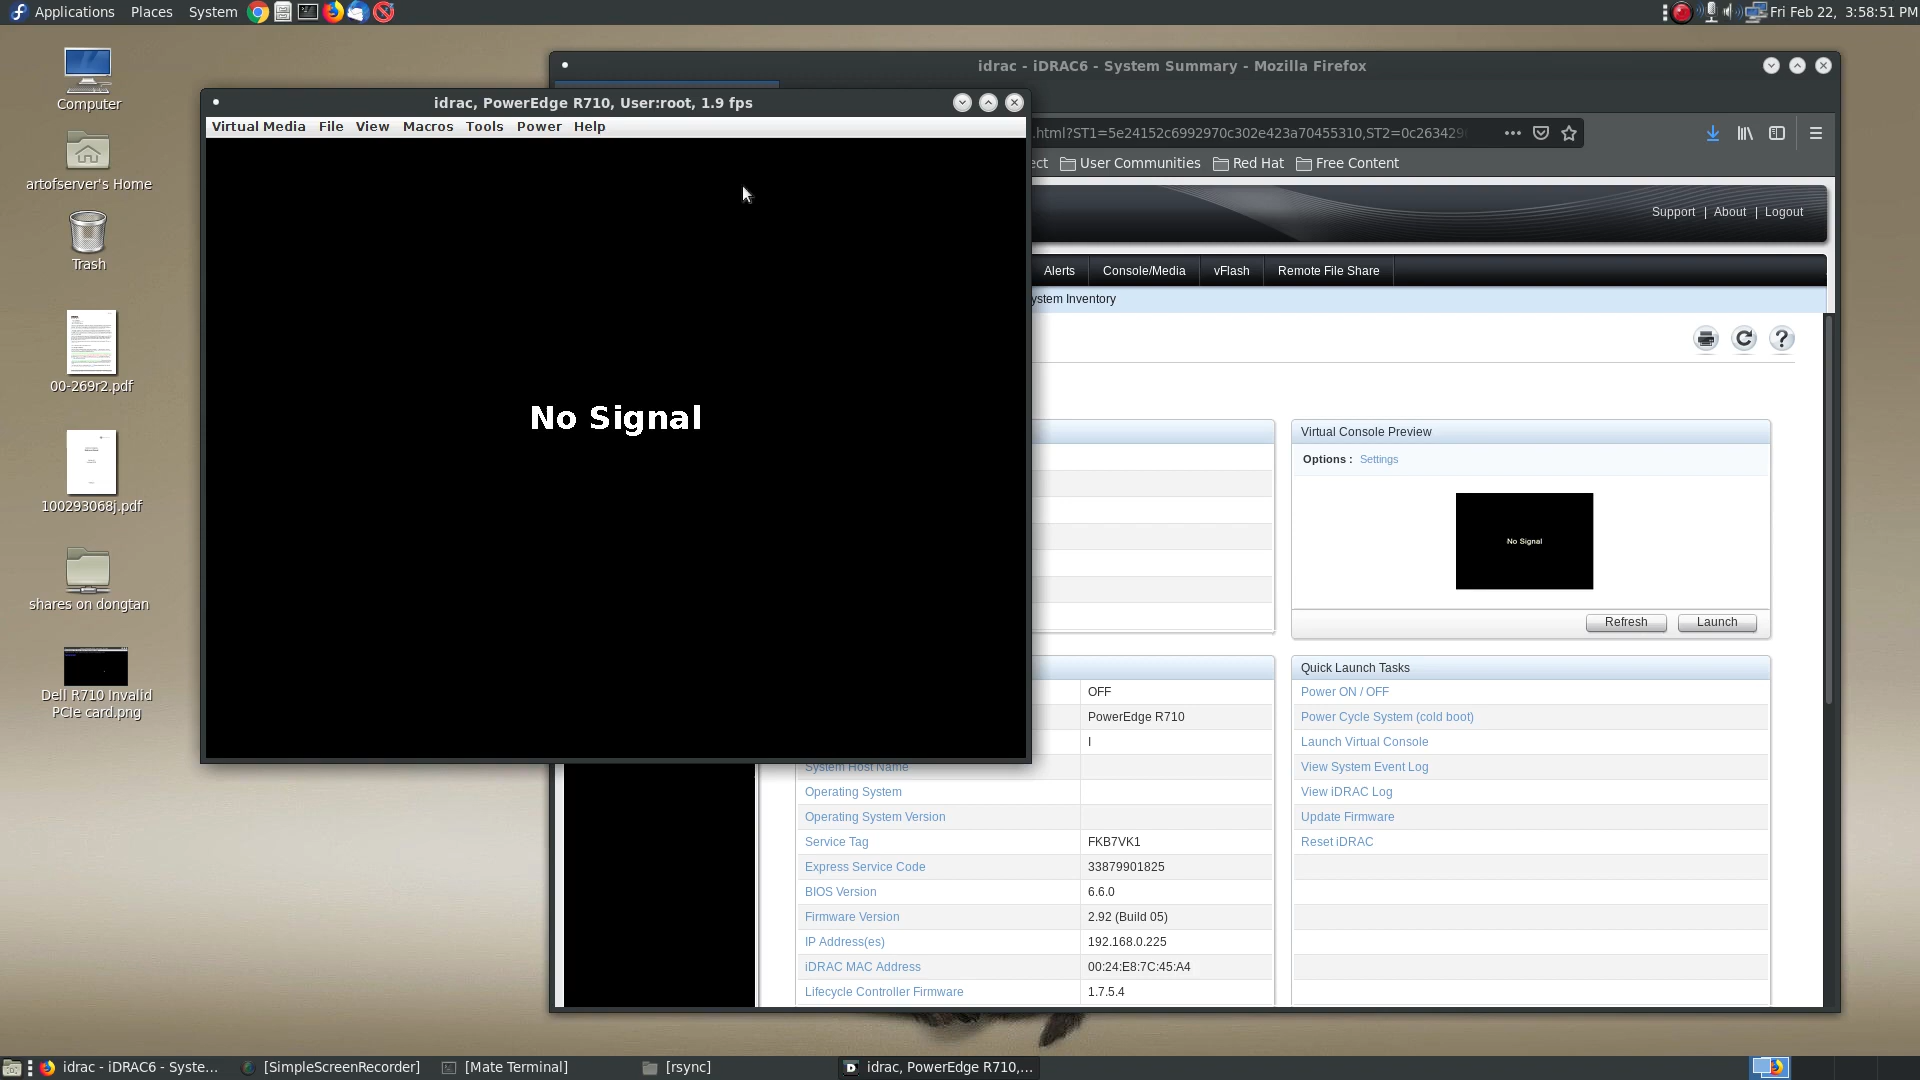 Applications Places System
Fri Feb 22, 3:58:51 PM
Computer
artofserver's Home
Trash
00-269r2.pdf
100293068j.pdf
shares on dongtan
Dell R710 Invalid
PCIe card.png
idrac - iDRAC6 - System Summary - Mozilla Firefox
idrac, PowerEdge R710, User:root, 1.9 fps
Virtual Media File View Macros Tools Power Help
No Signal
.html?ST1=5e24152c6992970c302e423a70455310,ST2=0c263429
ect User Communities Red Hat Free Content
Support | About | Logout
Alerts Console/Media vFlash Remote File Share
ystem Inventory
Virtual Console Preview
Options : Settings
No Signal
Refresh Launch
OFF
PowerEdge R710
I
System Host Name
Operating System
Operating System Version
Service Tag FKB7VK1
Express Service Code 33879901825
BIOS Version 6.6.0
Firmware Version 2.92 (Build 05)
IP Address(es) 192.168.0.225
iDRAC MAC Address 00:24:E8:7C:45:A4
Lifecycle Controller Firmware 1.7.5.4
Quick Launch Tasks
Power ON / OFF
Power Cycle System (cold boot)
Launch Virtual Console
View System Event Log
View iDRAC Log
Update Firmware
Reset iDRAC
idrac - iDRAC6 - Syste... [SimpleScreenRecorder] [Mate Terminal] [rsync] idrac, PowerEdge R710,...